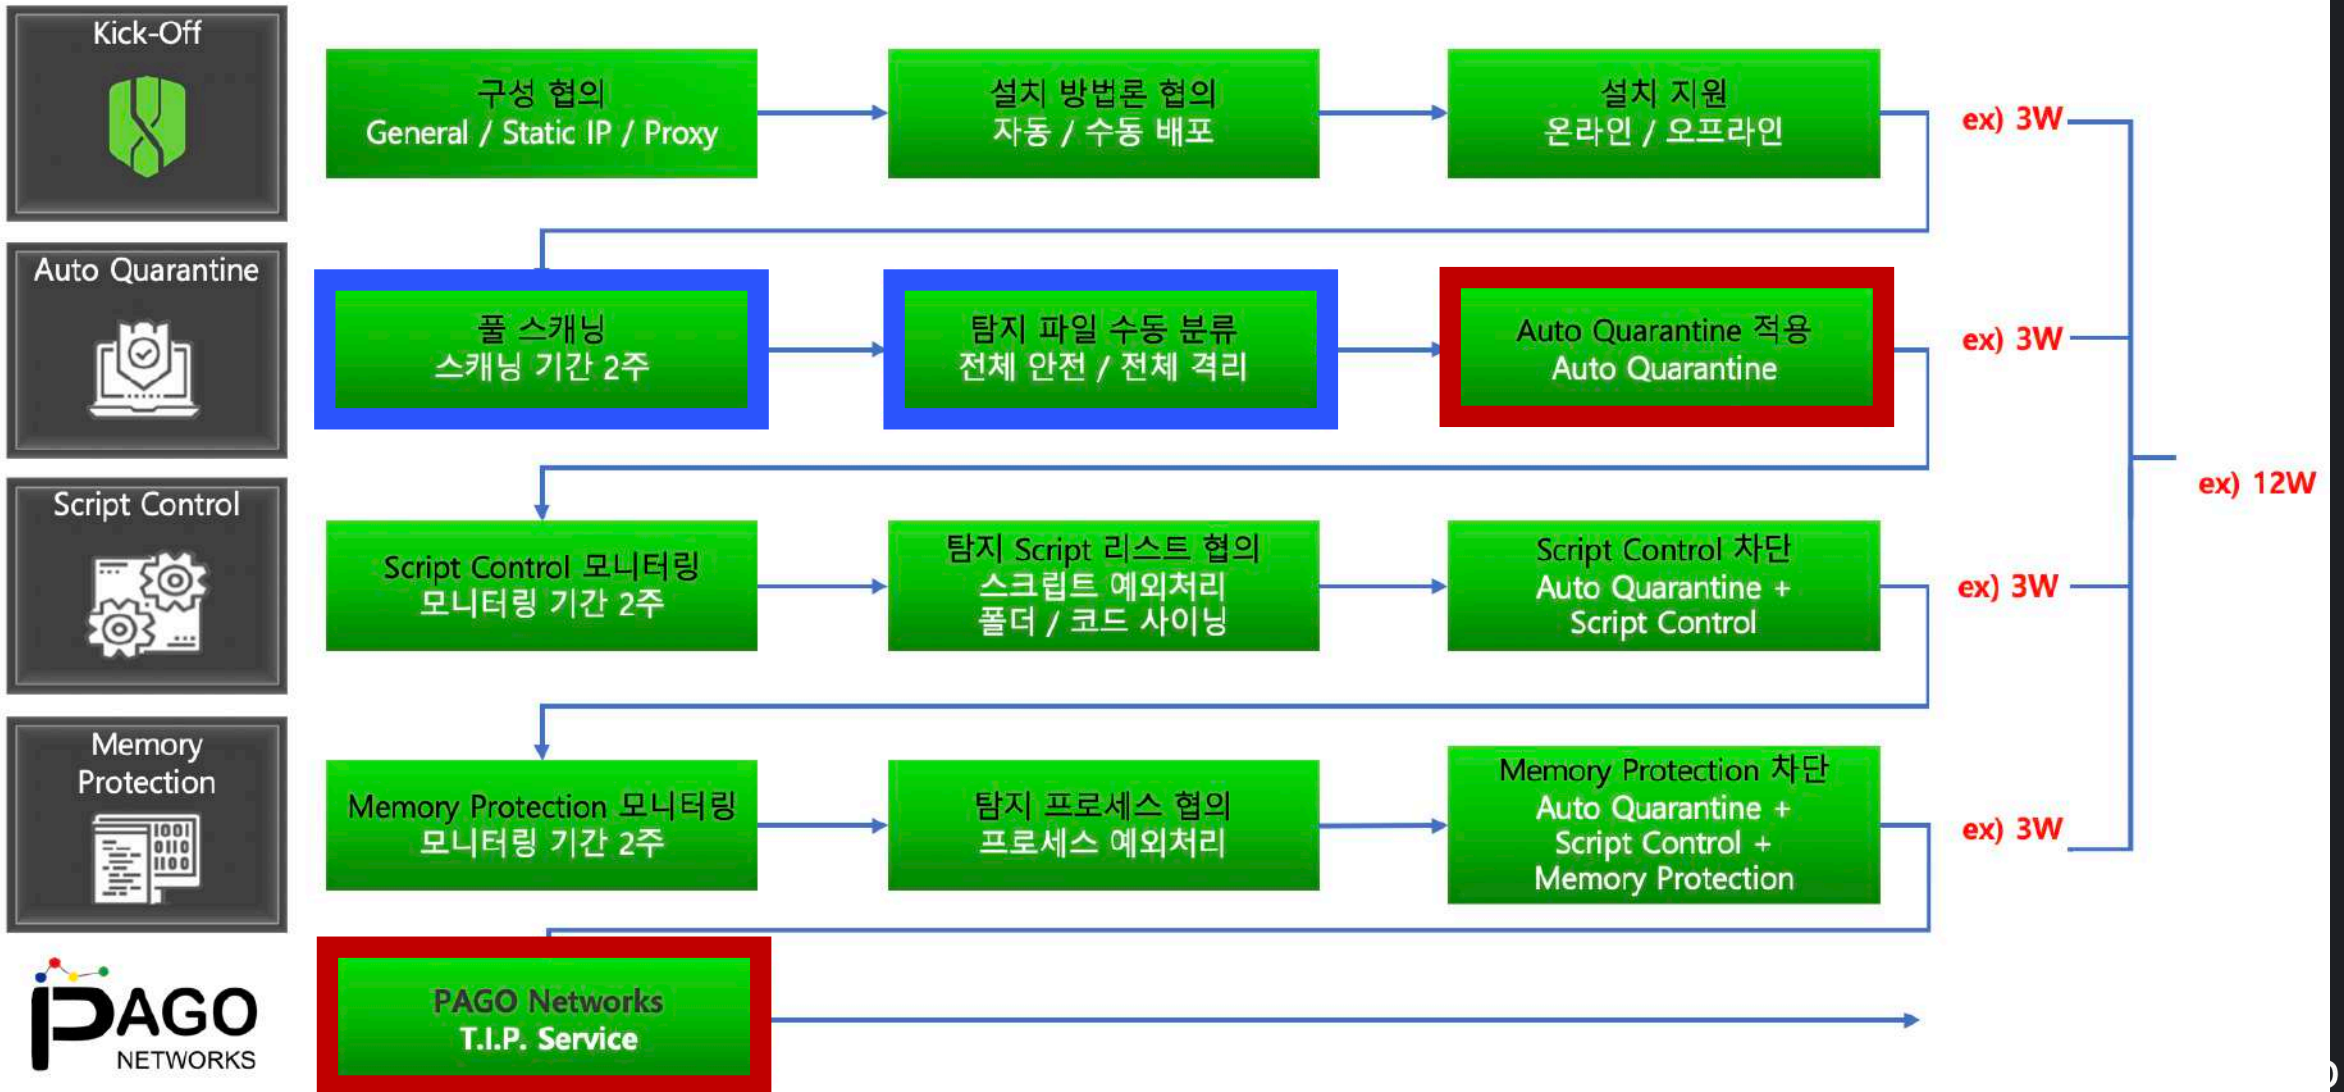 Kick-Off
구성 협의
General / Static IP / Proxy
설치 방법론 협의
자동 / 수동 배포
설치 지원
온라인 / 오프라인
ex) 3W
Auto Quarantine
풀 스캐닝
스캐닝 기간 2주
탐지 파일 수동 분류
전체 안전 / 전체 격리
Auto Quarantine 적용
Auto Quarantine
ex) 3W
ex) 12W
Script Control
Script Control 모니터링
모니터링 기간 2주
탐지 Script 리스트 협의
스크립트 예외처리
폴더 / 코드 사이닝
Script Control 차단
Auto Quarantine +
Script Control
ex) 3W
Memory
Protection
1001
0110
1100
Memory Protection 모니터링
모니터링 기간 2주
탐지 프로세스 협의
프로세스 예외처리
Memory Protection 차단
Auto Quarantine +
Script Control +
Memory Protection
ex) 3W
PAGO
NETWORKS
PAGO Networks
T.I.P. Service